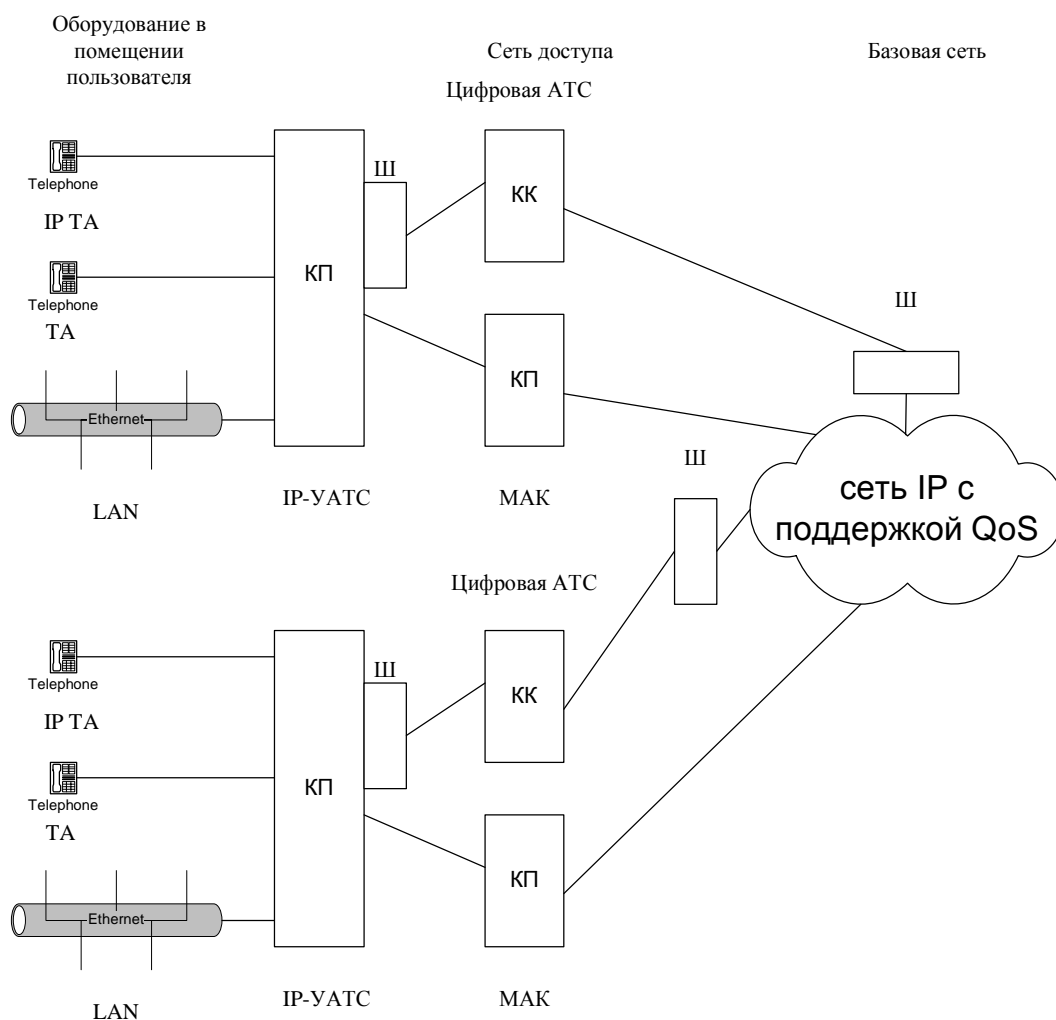 Оборудование в
помещении
пользователя
Сеть доступа
Базовая сеть
Цифровая АТС
Telephone
IP ТА
Telephone
ТА
Ethernet
LAN
КП
IP-УАТС
Ш
КК
КП
МАК
Ш
Ш
сеть IP с
поддержкой QoS
Цифровая АТС
Telephone
IP ТА
Telephone
ТА
Ethernet
LAN
КП
IP-УАТС
Ш
КК
КП
МАК